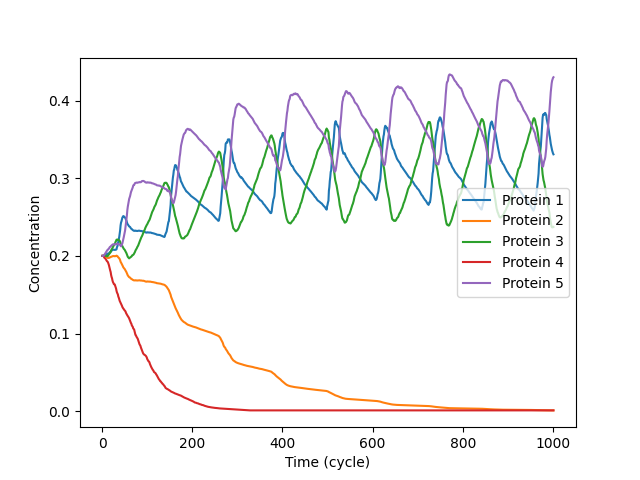 Concentration
0.4
0.3
0.2
0.1
0.0
0
200
400
600
800
1000
Time (cycle)
Protein 1
Protein 2
Protein 3
Protein 4
Protein 5